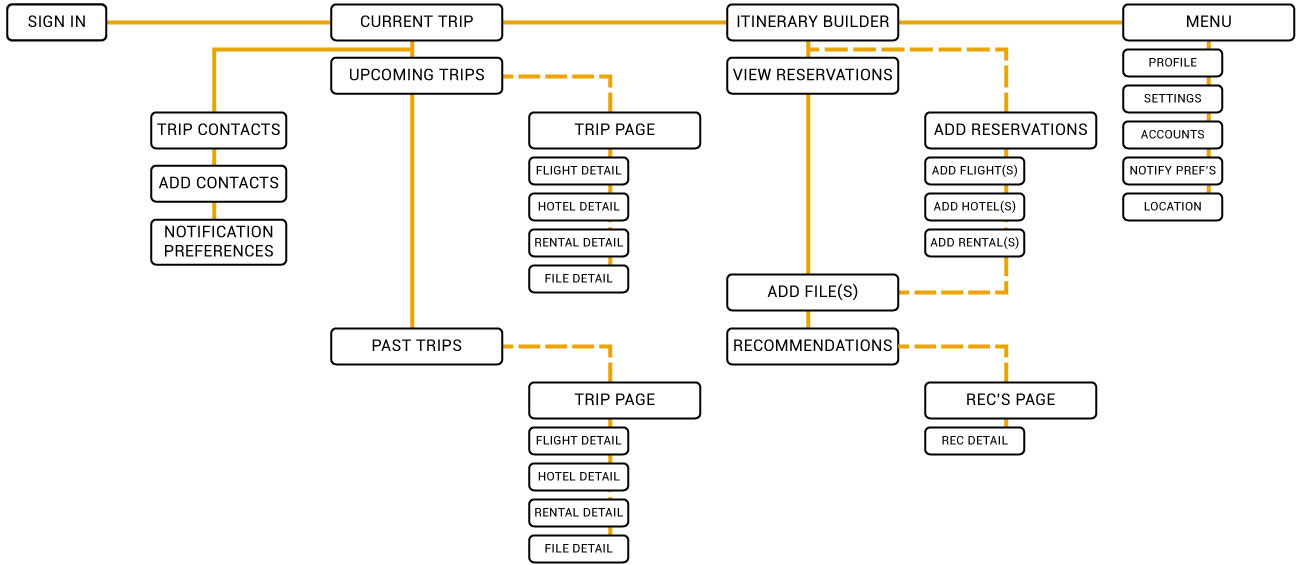 SIGN IN
CURRENT TRIP
ITINERARY BUILDER
MENU
UPCOMING TRIPS
VIEW RESERVATIONS
PROFILE
SETTINGS
ACCOUNTS
NOTIFY PREF'S
LOCATION
TRIP CONTACTS
ADD CONTACTS
NOTIFICATION
PREFERENCES
TRIP PAGE
FLIGHT DETAIL
HOTEL DETAIL
RENTAL DETAIL
FILE DETAIL
ADD RESERVATIONS
ADD FLIGHT(S)
ADD HOTEL(S)
ADD RENTAL(S)
ADD FILE(S)
PAST TRIPS
RECOMMENDATIONS
TRIP PAGE
FLIGHT DETAIL
HOTEL DETAIL
RENTAL DETAIL
FILE DETAIL
REC'S PAGE
REC DETAIL